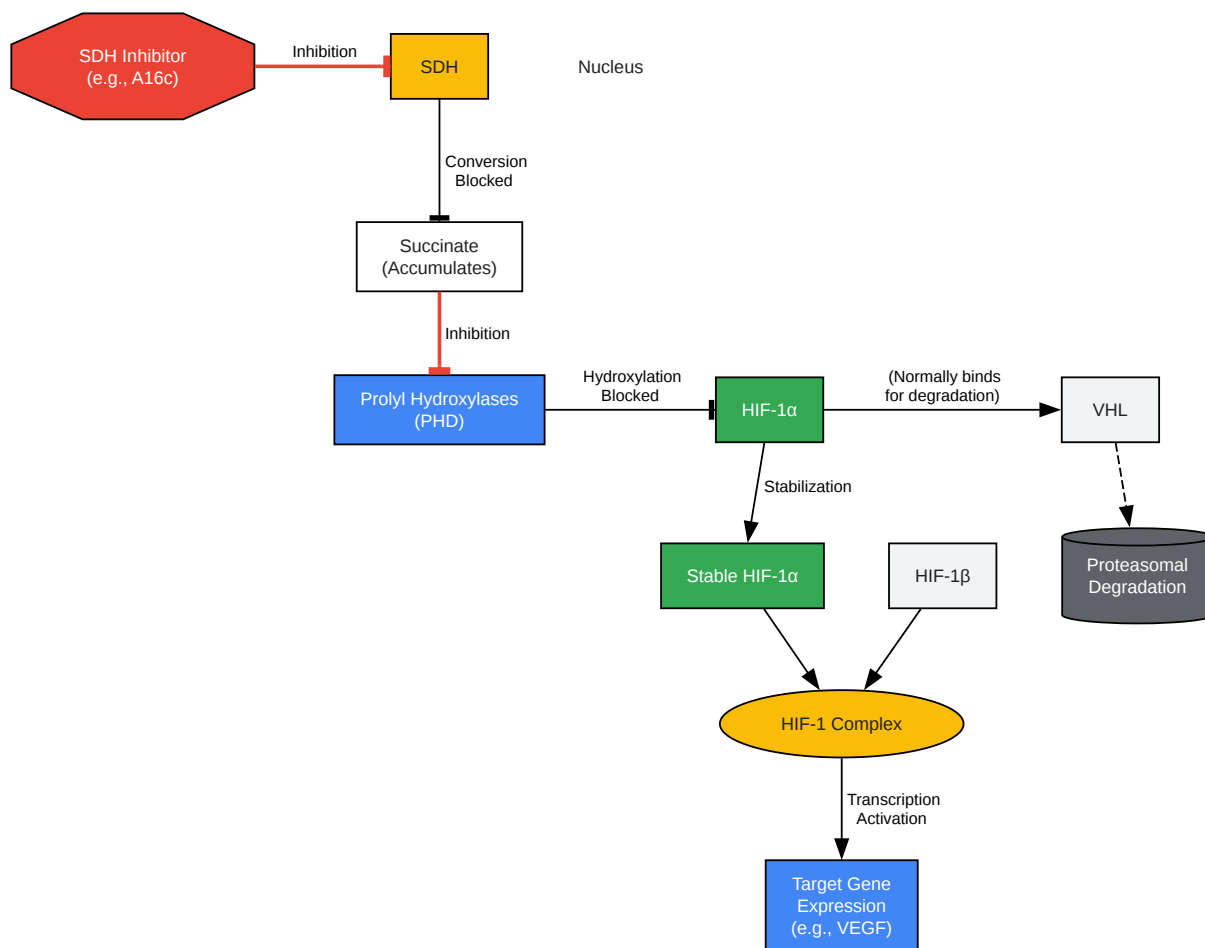 SDH Inhibitor
(e.g., A16c)
Inhibition
SDH
Nucleus
Conversion
Blocked
Succinate
(Accumulates)
Inhibition
Prolyl Hydroxylases
(PHD)
Hydroxylation
Blocked
HIF-1α
(Normally binds
for degradation)
VHL
Stabilization
Stable HIF-1α
HIF-1β
Proteasomal
Degradation
HIF-1 Complex
Transcription
Activation
Target Gene
Expression
(e.g., VEGF)